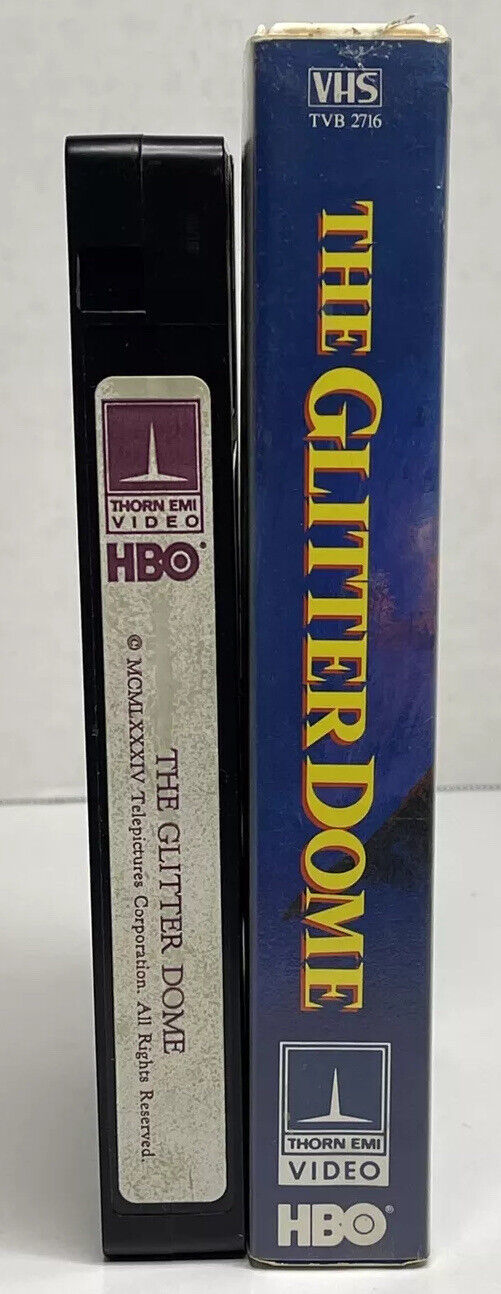 THORN EMI
VIDEO
HBO®
THE GLITTER DOME
© MCMLXXXIV Telepictures Corporation. All Rights Reserved.
VHS
TVB 2716
THE GLITTER DOME
THORN EMI
VIDEO
HBO®